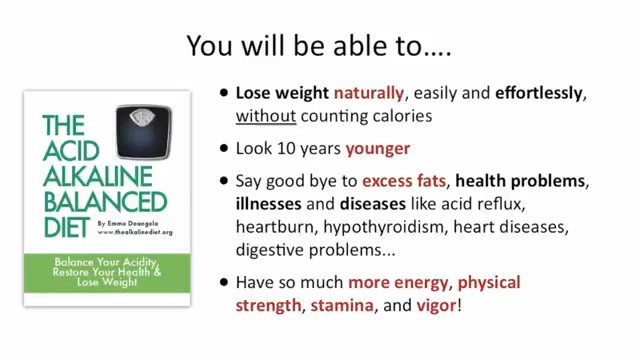 You will be able to....
THE
ACID
ALKALINE
BALANCED
DIET
By Emma Deangela
www.thealkalinediet.org
Balance Your Acidity,
Restore Your Health &
Lose Weight
• Lose weight naturally, easily and effortlessly,
without counting calories
• Look 10 years younger
• Say good bye to excess fats, health problems,
illnesses and diseases like acid reflux,
heartburn, hypothyroidism, heart diseases,
digestive problems...
• Have so much more energy, physical
strength, stamina, and vigor!